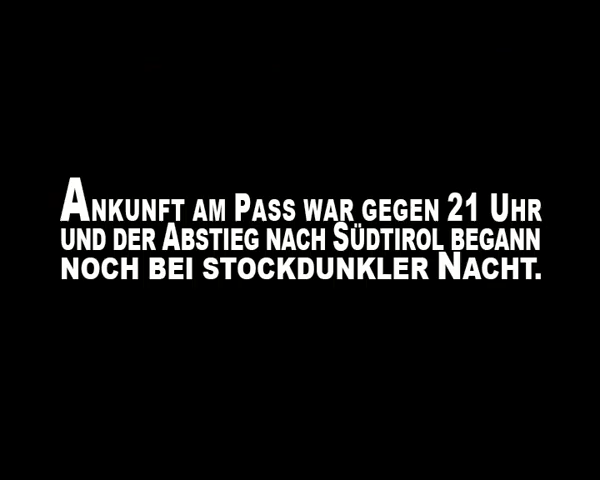 Ankunft am Pass war gegen 21 Uhr
und der Abstieg nach Südtirol begann
noch bei stockdunkler Nacht.